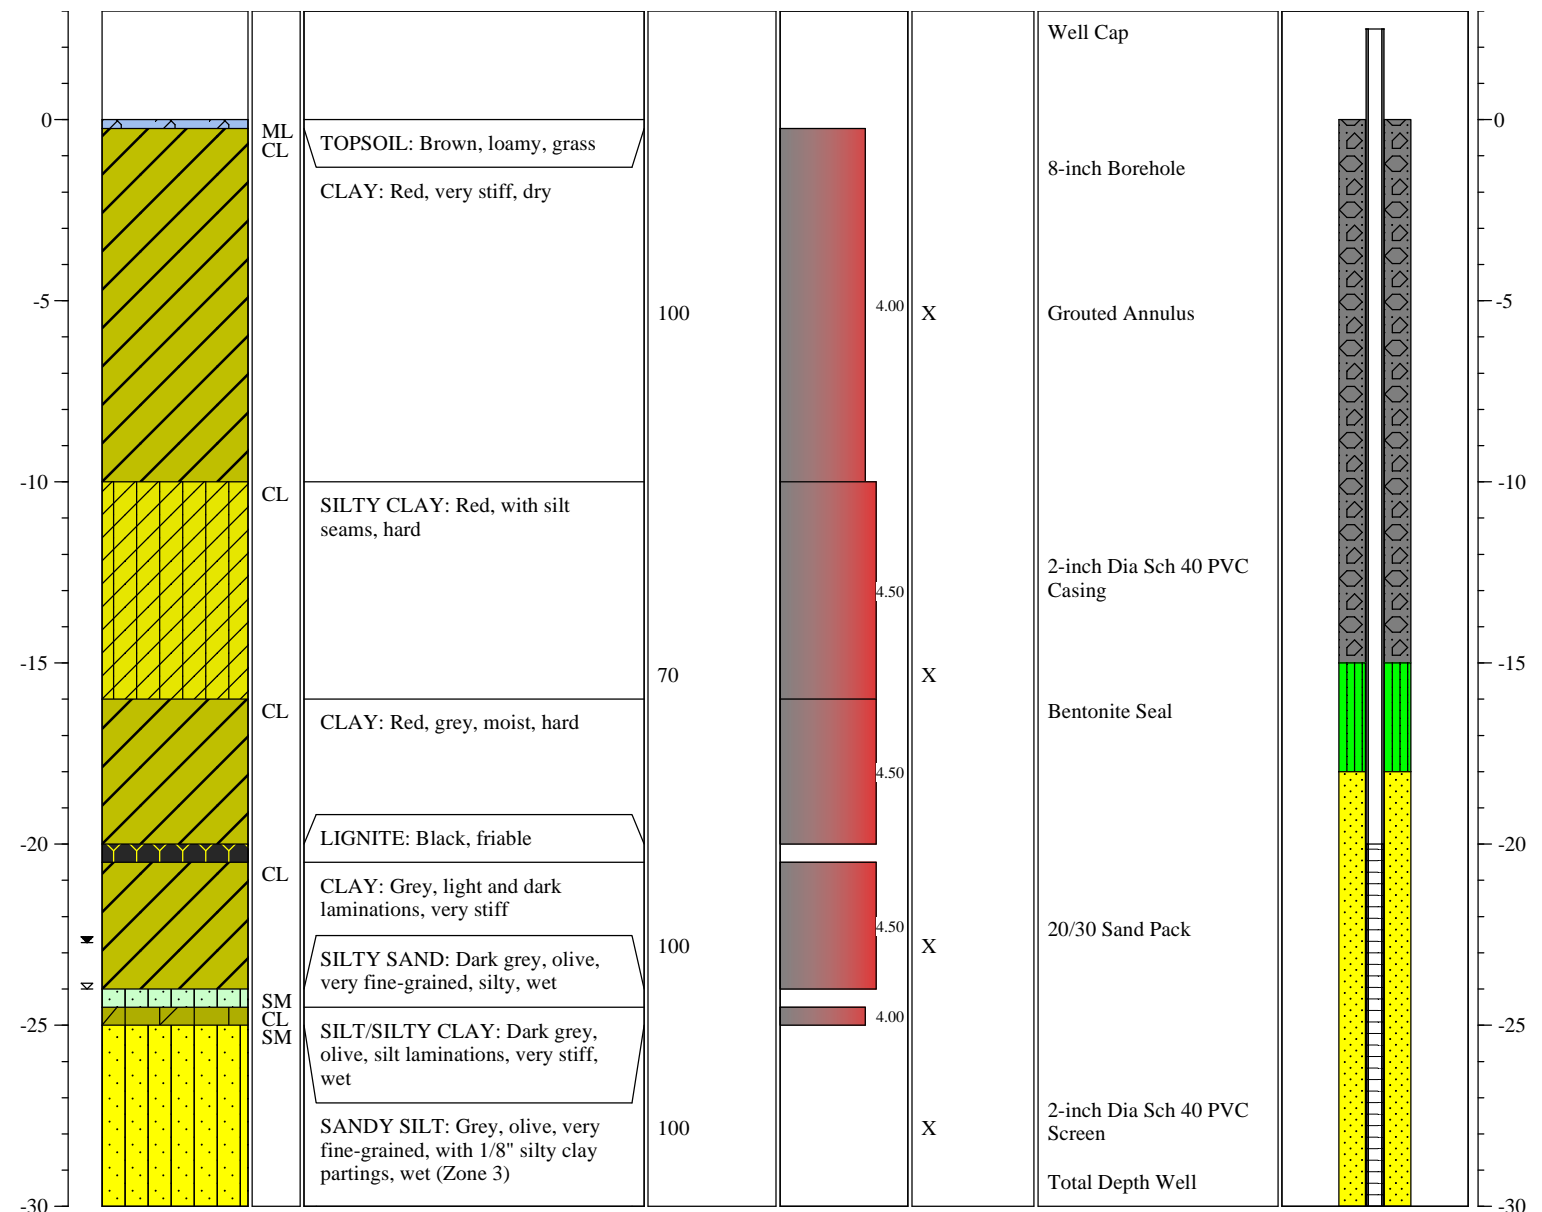 Well Cap
0
ML
CL
TOPSOIL: Brown, loamy, grass
0
8-inch Borehole
CLAY: Red, very stiff, dry
-5
100
4.00
X
Grouted Annulus
-5
-10
CL
SILTY CLAY: Red, with silt
seams, hard
-10
4.50
2-inch Dia Sch 40 PVC
Casing
-15
70
X
-15
CL
CLAY: Red, grey, moist, hard
Bentonite Seal
4.50
-20
LIGNITE: Black, friable
-20
CL
CLAY: Grey, light and dark
laminations, very stiff
4.50
100
X
20/30 Sand Pack
SILTY SAND: Dark grey, olive,
very fine-grained, silty, wet
SM
CL
SM
-25
4.00
-25
SILT/SILTY CLAY: Dark grey,
olive, silt laminations, very stiff,
wet
SANDY SILT: Grey, olive, very
fine-grained, with 1/8" silty clay
partings, wet (Zone 3)
100
X
2-inch Dia Sch 40 PVC
Screen
Total Depth Well
-30
-30